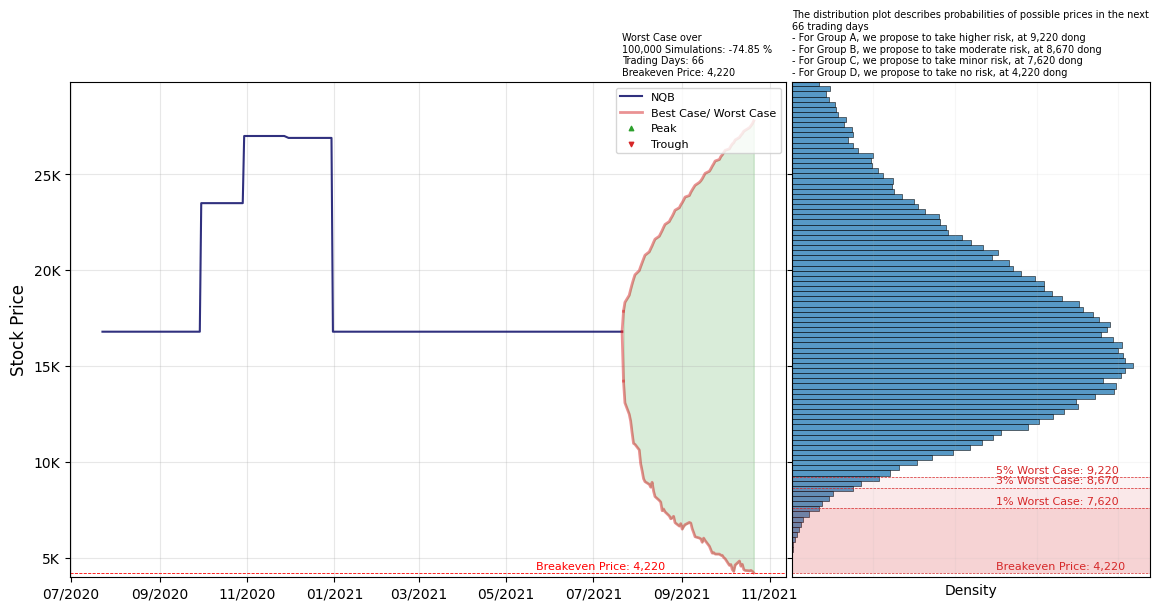 The distribution plot describes probabilities of possible prices in the next
66 trading days
- For Group A, we propose to take higher risk, at 9,220 dong
- For Group B, we propose to take moderate risk, at 8,670 dong
- For Group C, we propose to take minor risk, at 7,620 dong
- For Group D, we propose to take no risk, at 4,220 dong
Worst Case over
100,000 Simulations: -74.85 %
Trading Days: 66
Breakeven Price: 4,220
NQB
Best Case/ Worst Case
Peak
Trough
Stock Price
25K
20K
15K
10K
5K
Breakeven Price: 4,220
07/2020 09/2020 11/2020 01/2021 03/2021 05/2021 07/2021 09/2021 11/2021
5% Worst Case: 9,220
3% Worst Case: 8,670
1% Worst Case: 7,620
Breakeven Price: 4,220
Density